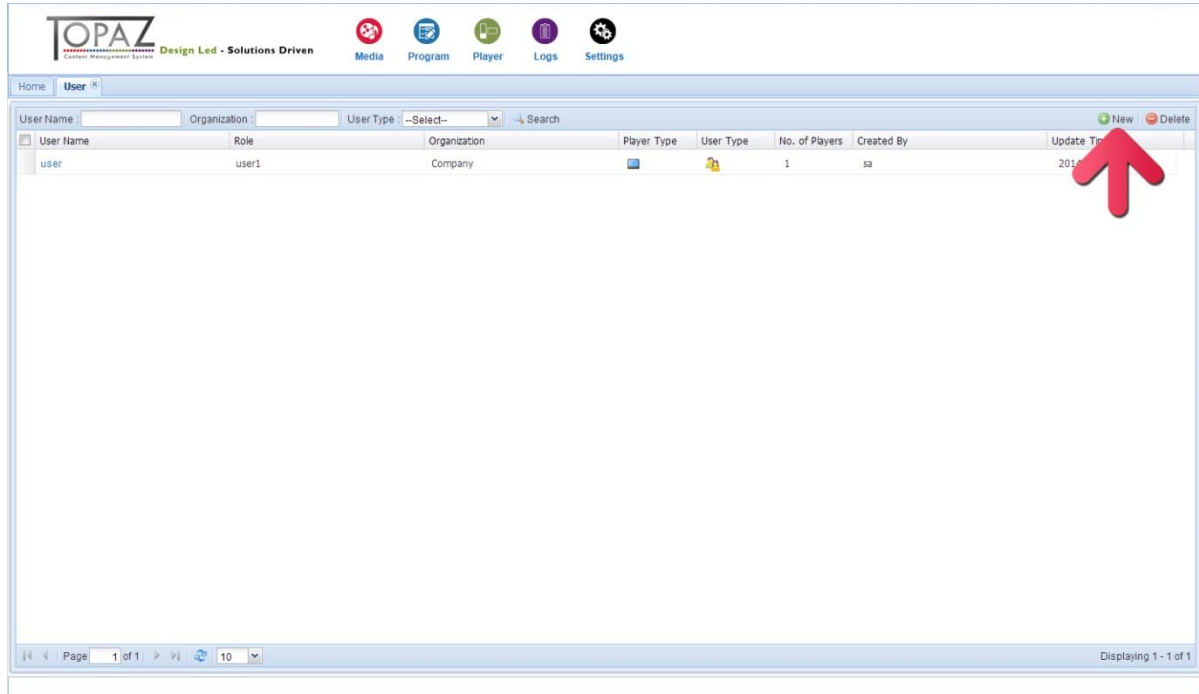 TOPAZ
Content Management System
Design Led - Solutions Driven
Media Program Player Logs Settings
Home User
User Name : Organization : User Type : --Select-- Search New Delete
User Name Role Organization Player Type User Type No. of Players Created By Update
user user1 Company 1 sa
Page 1 of 1 10 Displaying 1 - 1 of 1